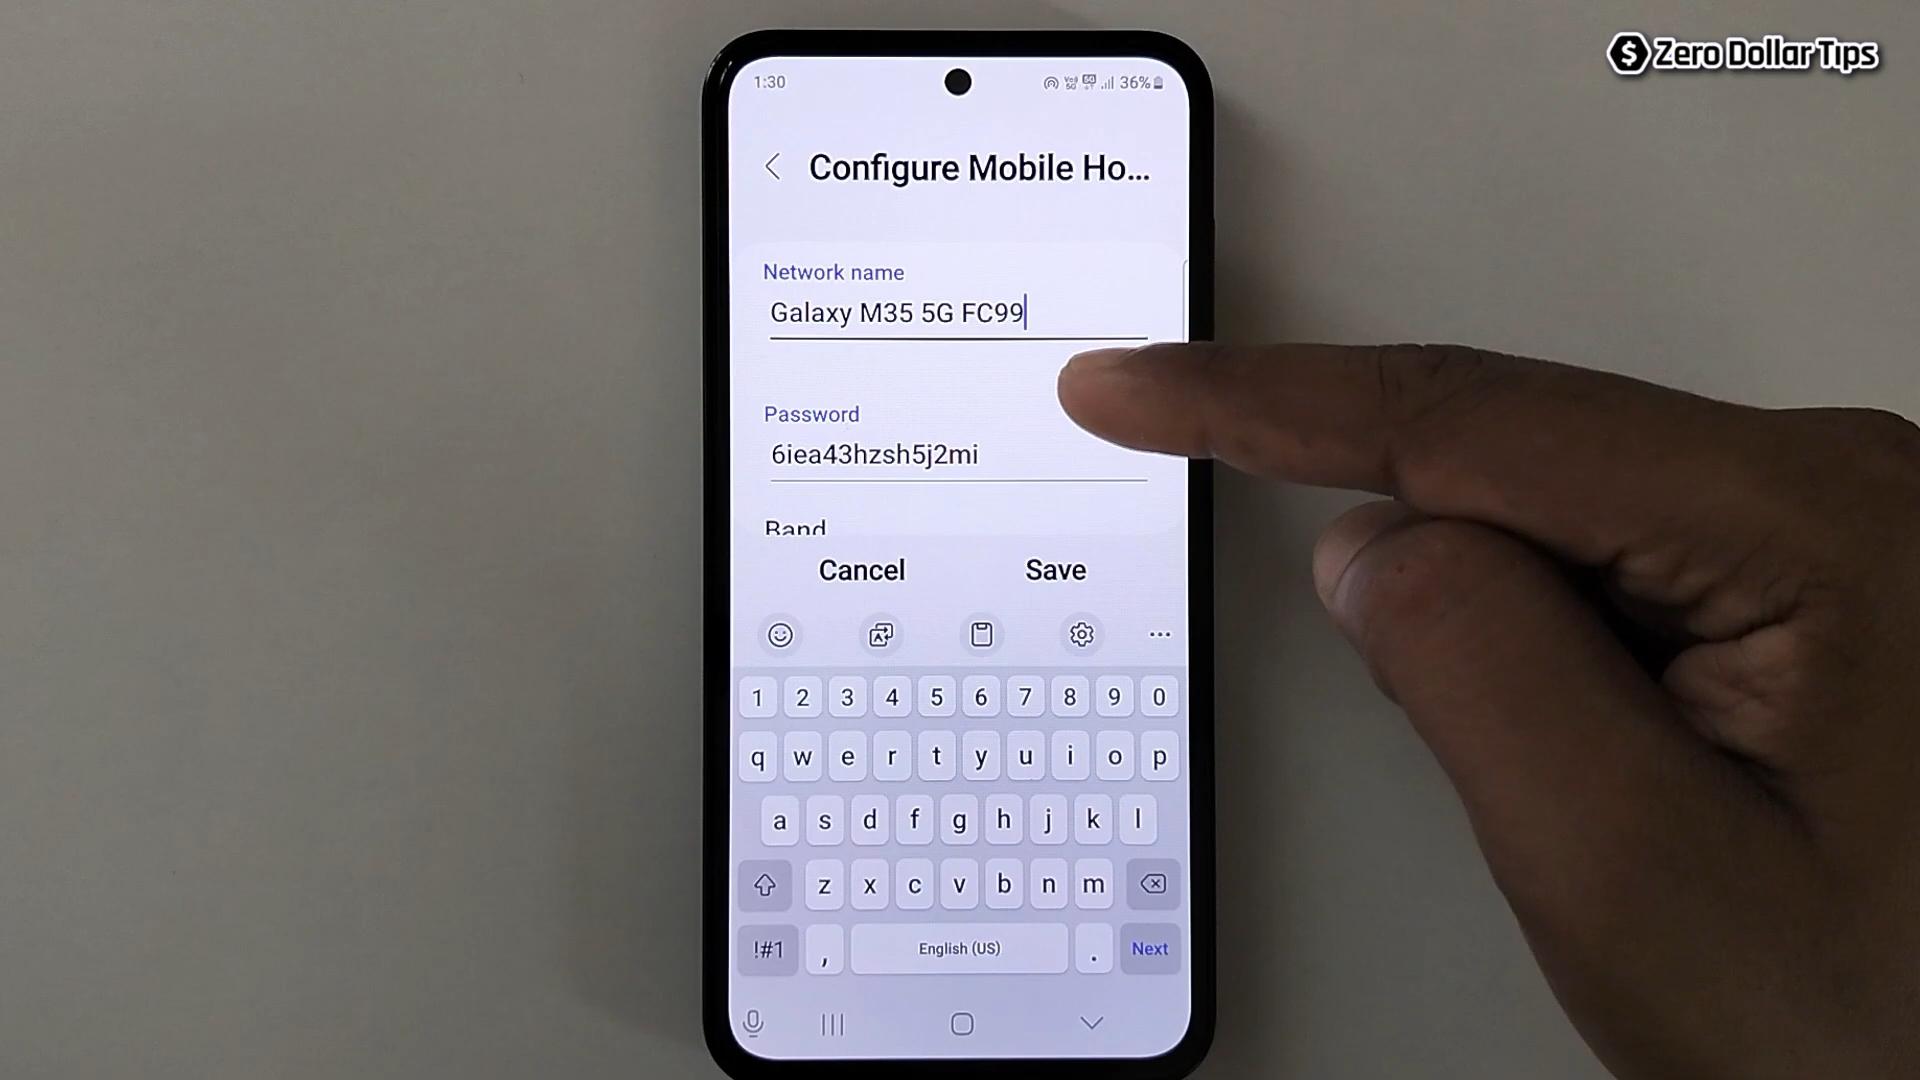 Zero Dollar Tips
1:30 36%
Configure Mobile Ho...
Network name
Galaxy M35 5G FC99
Password
6iea43hzsh5j2mi
Band
Cancel Save
1 2 3 4 5 6 7 8 9 0
q w e r t y u i o p
a s d f g h j k l
z x c v b n m
!#1 , English (US) . Next